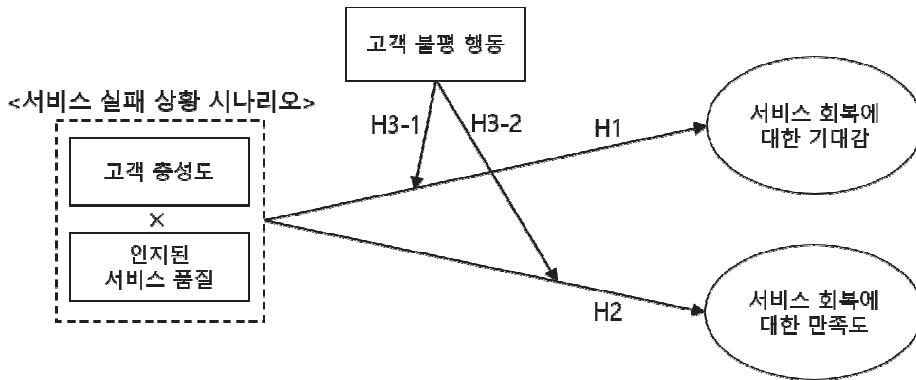 고객 불평 행동
<서비스 실패 상황 시나리오>
고객 충성도
×
인지된
서비스 품질
H3-1
H3-2
H1
H2
서비스 회복에
대한 기대감
서비스 회복에
대한 만족도